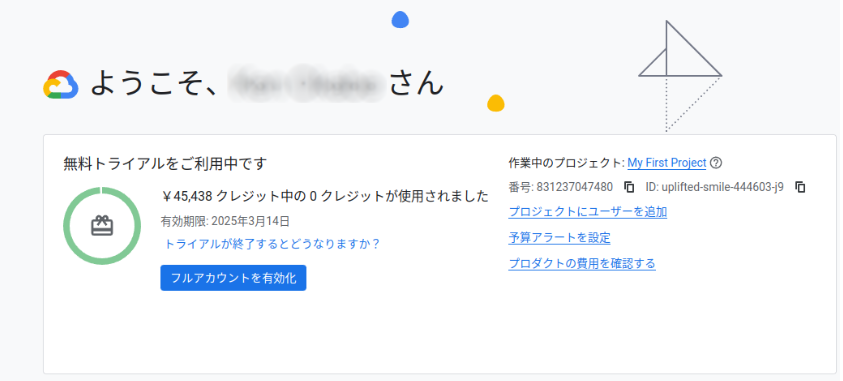 ようこそ、 さん
無料トライアルをご利用中です
￥45,438 クレジット中の 0 クレジットが使用されました
有効期限: 2025年3月14日
トライアルが終了するとどうなりますか？
フルアカウントを有効化
作業中のプロジェクト: My First Project
番号: 831237047480 ID: uplifted-smile-444603-j9
プロジェクトにユーザーを追加
予算アラートを設定
プロダクトの費用を確認する